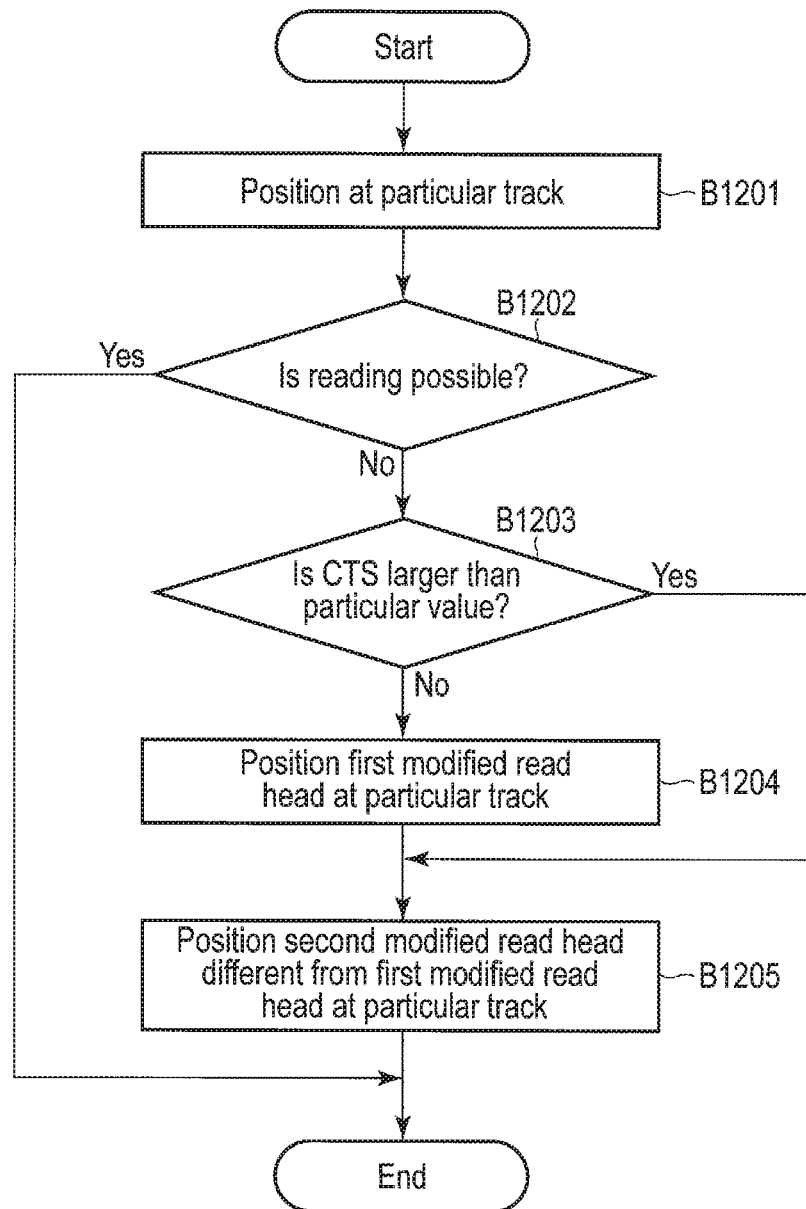 Start
Position at particular track
B1201
B1202
Yes
Is reading possible?
No
B1203
Is CTS larger than
particular value?
Yes
No
Position first modified read
head at particular track
B1204
Position second modified read head
different from first modified read
head at particular track
B1205
End